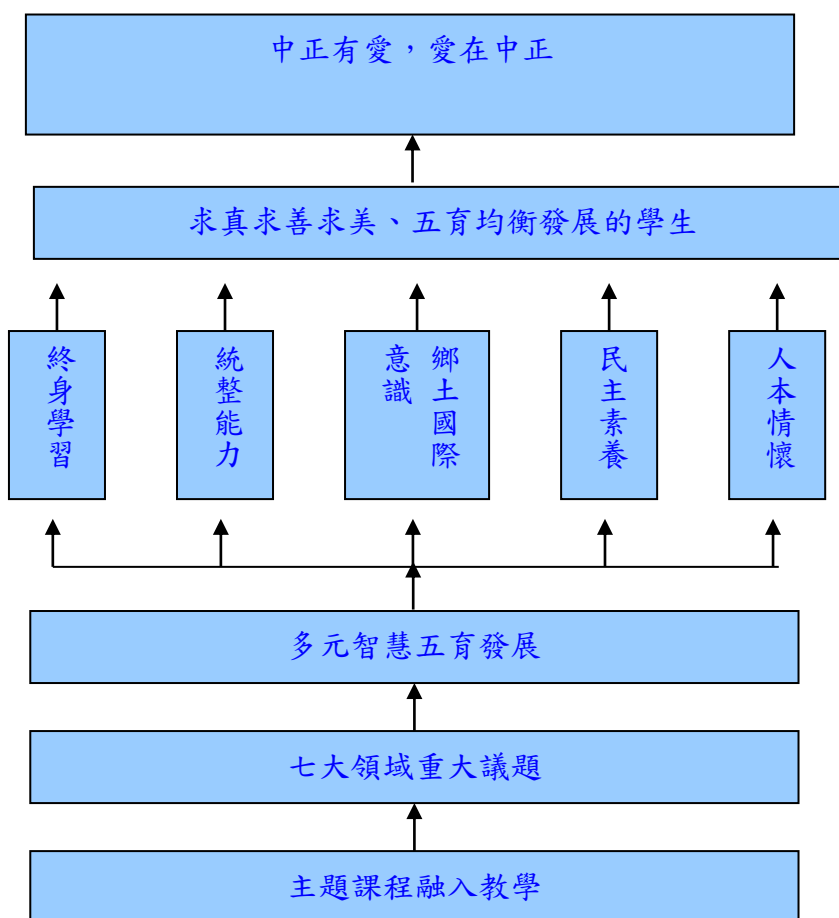 中正有愛，愛在中正
求真求善求美、五育均衡發展的學生
終身學習
統整能力
鄉土國際
意識
民主素養
人本情懷
多元智慧五育發展
七大領域重大議題
主題課程融入教學